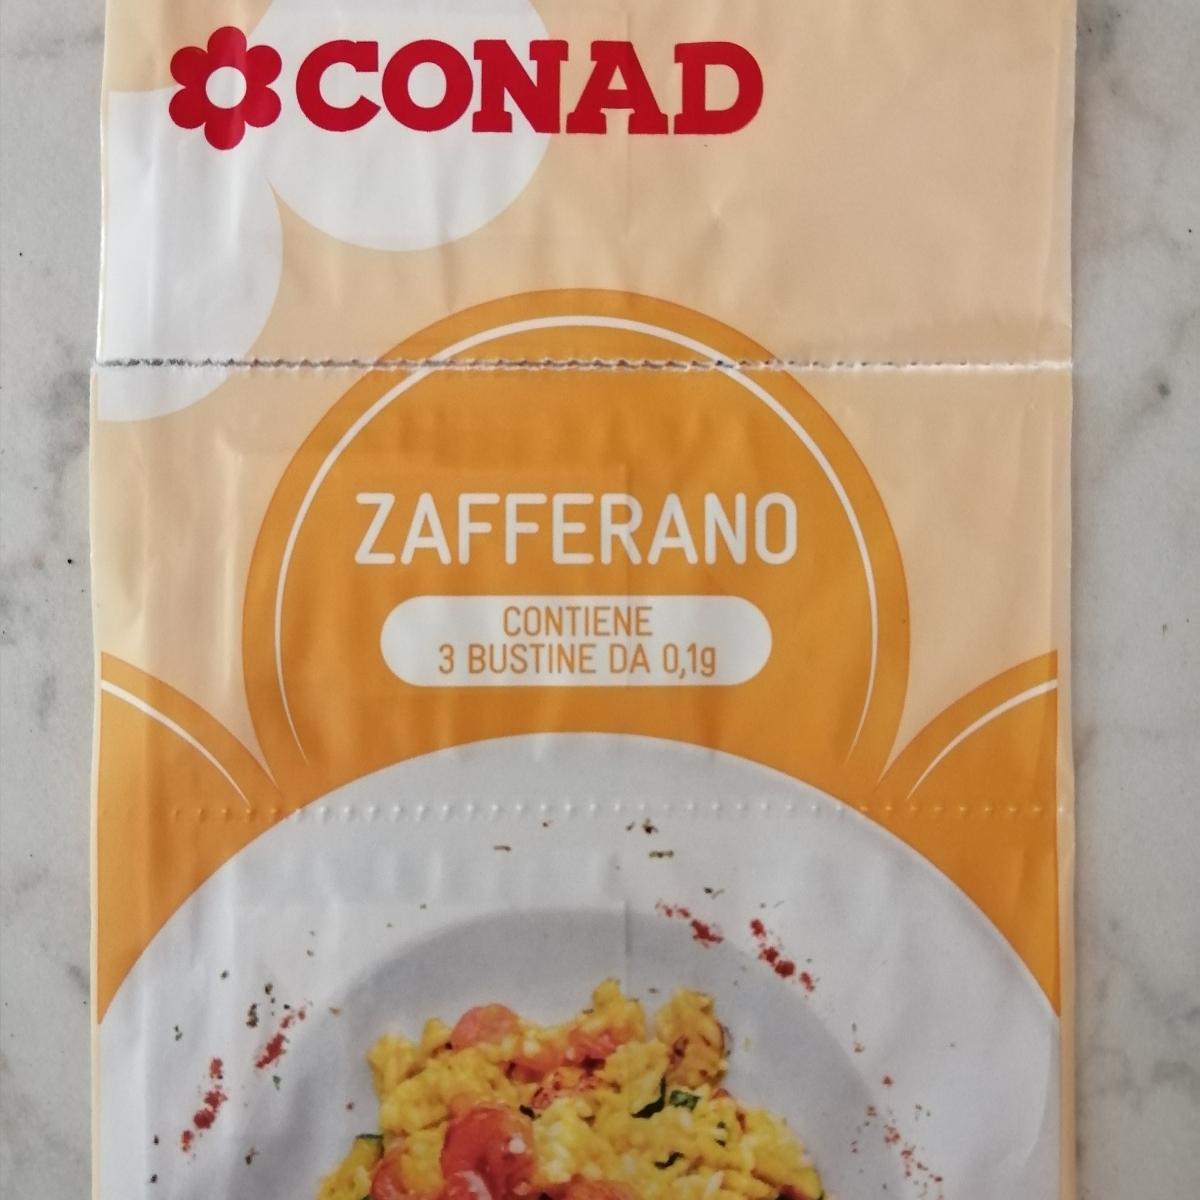 CONAD
ZAFFERANO
CONTIENE
3 BUSTINE DA 0,1g